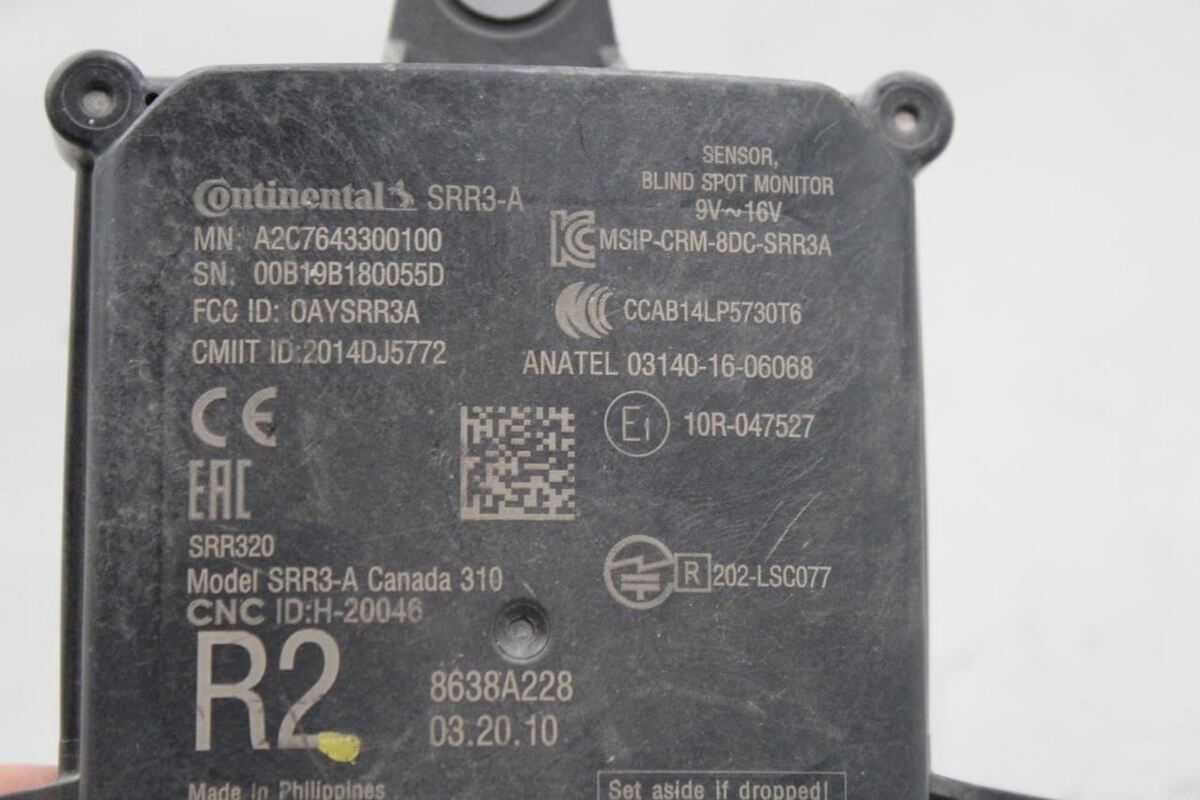 Continental SRR3-A
MN: A2C7643300100
SN: 00B19B180055D
FCC ID: OAYSRR3A
CMIIT ID:2014DJ5772
CE
EAC
SRR320
Model SRR3-A Canada 310
CNC ID:H-20046
R2
Made in Philippines
SENSOR,
BLIND SPOT MONITOR
9V~16V
KC MSIP-CRM-8DC-SRR3A
CCC CCAB14LP5730T6
ANATEL 03140-16-06068
E1 10R-047527
R 202-LSC077
8638A228
03.20.10
Set aside if dropped!